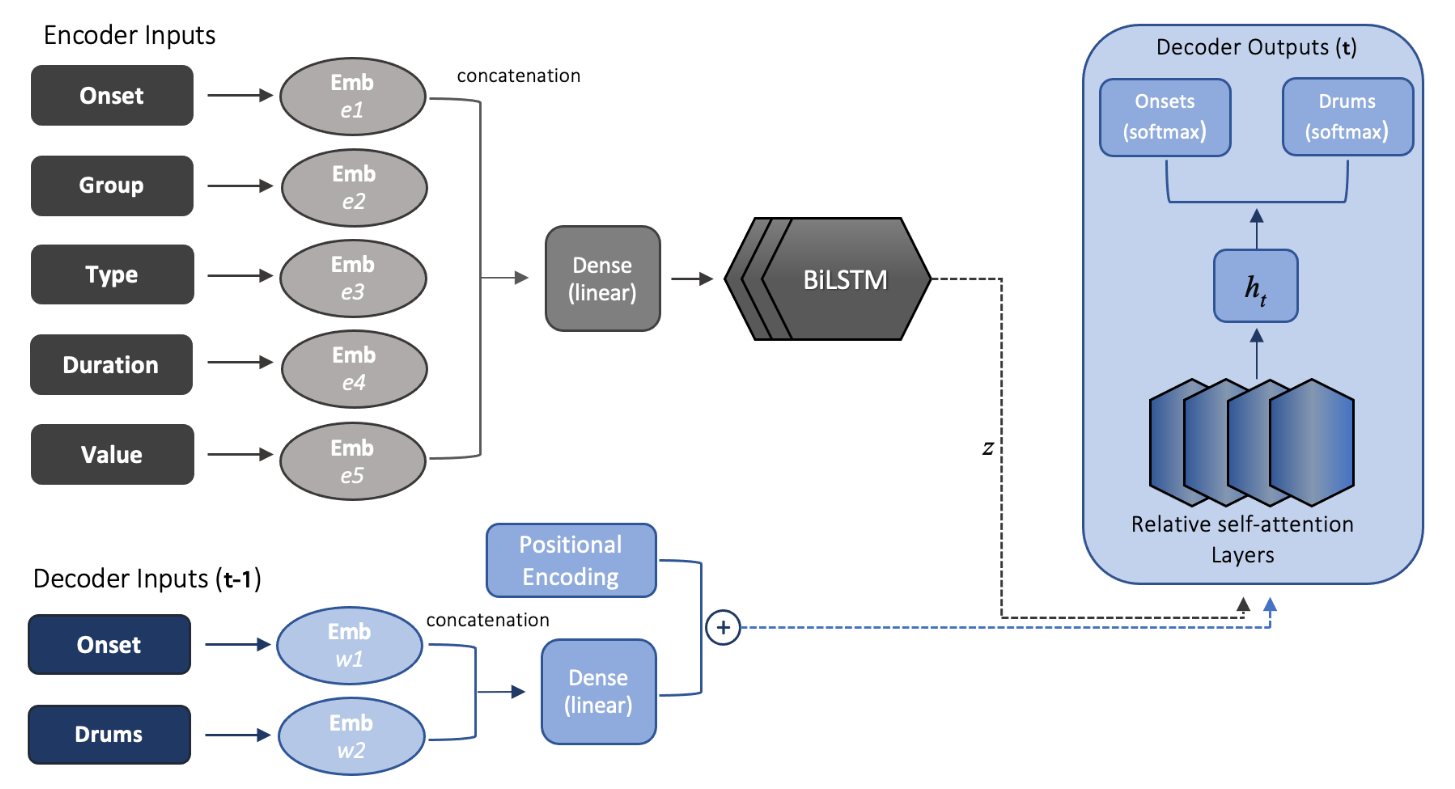 Encoder Inputs
Onset
Emb
e1
concatenation
Group
Emb
e2
Type
Emb
e3
Duration
Emb
e4
Value
Emb
e5
Dense
(linear)
BiLSTM
z
Decoder Inputs (t-1)
Onset
Emb
w1
concatenation
Drums
Emb
w2
Positional
Encoding
Dense
(linear)
+
Decoder Outputs (t)
Onsets
(softmax)
Drums
(softmax)
ht
Relative self-attention
Layers